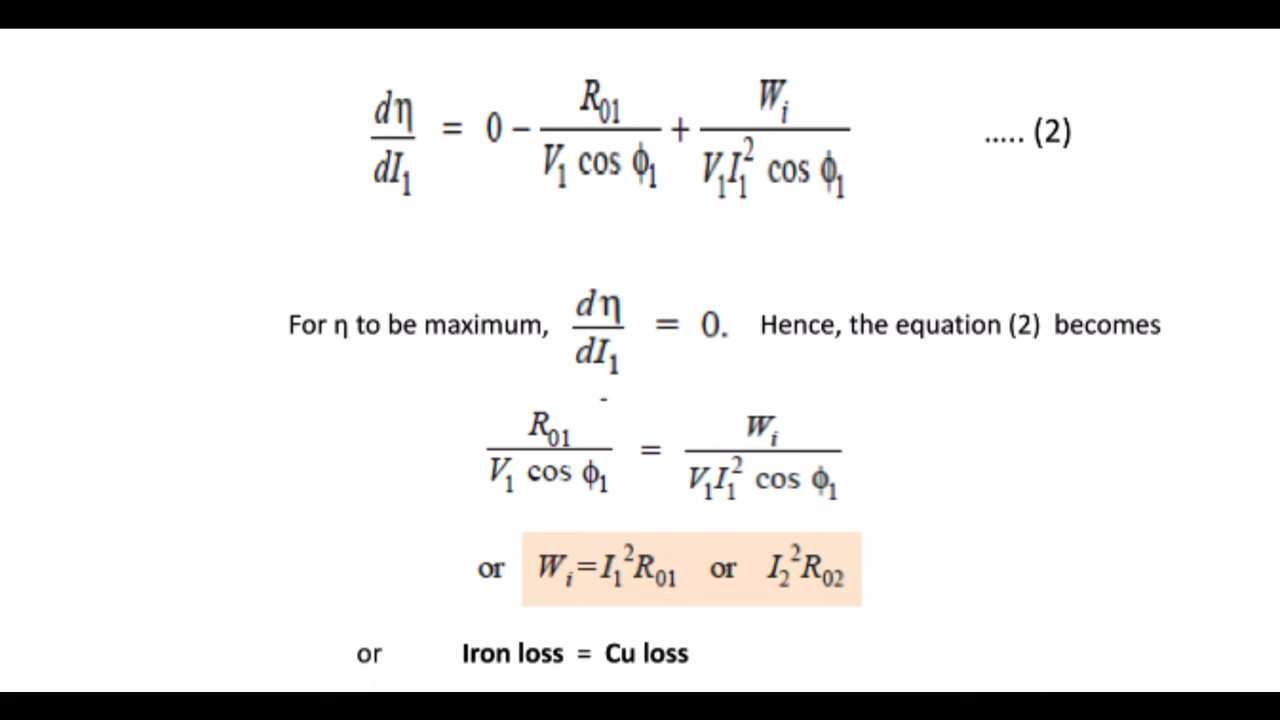 dη/dI₁ = 0 − R₀₁/(V₁ cos ϕ₁) + Wᵢ/(V₁I₁² cos ϕ₁) ..... (2)
For η to be maximum, dη/dI₁ = 0. Hence, the equation (2) becomes
R₀₁/(V₁ cos ϕ₁) = Wᵢ/(V₁I₁² cos ϕ₁)
or Wᵢ=I₁²R₀₁ or I₂²R₀₂
or Iron loss = Cu loss